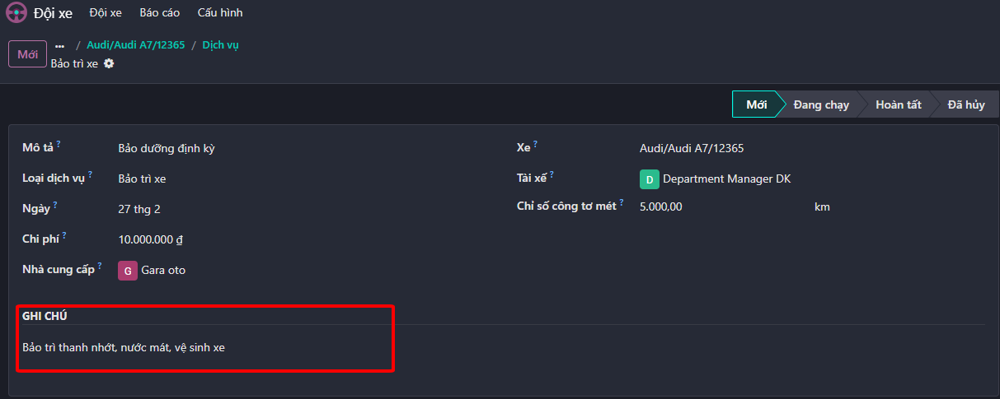 Đội xe Đội xe Báo cáo Cấu hình
Mới ... / Audi/Audi A7/12365 / Dịch vụ
Bảo trì xe
Mới Đang chạy Hoàn tất Đã hủy
Mô tả ? Bảo dưỡng định kỳ
Xe ? Audi/Audi A7/12365
Loại dịch vụ ? Bảo trì xe
Tài xế ? D Department Manager DK
Ngày ? 27 thg 2
Chỉ số công tơ mét ? 5.000,00 km
Chi phí ? 10.000.000 ₫
Nhà cung cấp ? G Gara oto
GHI CHÚ
Bảo trì thanh nhớt, nước mát, vệ sinh xe